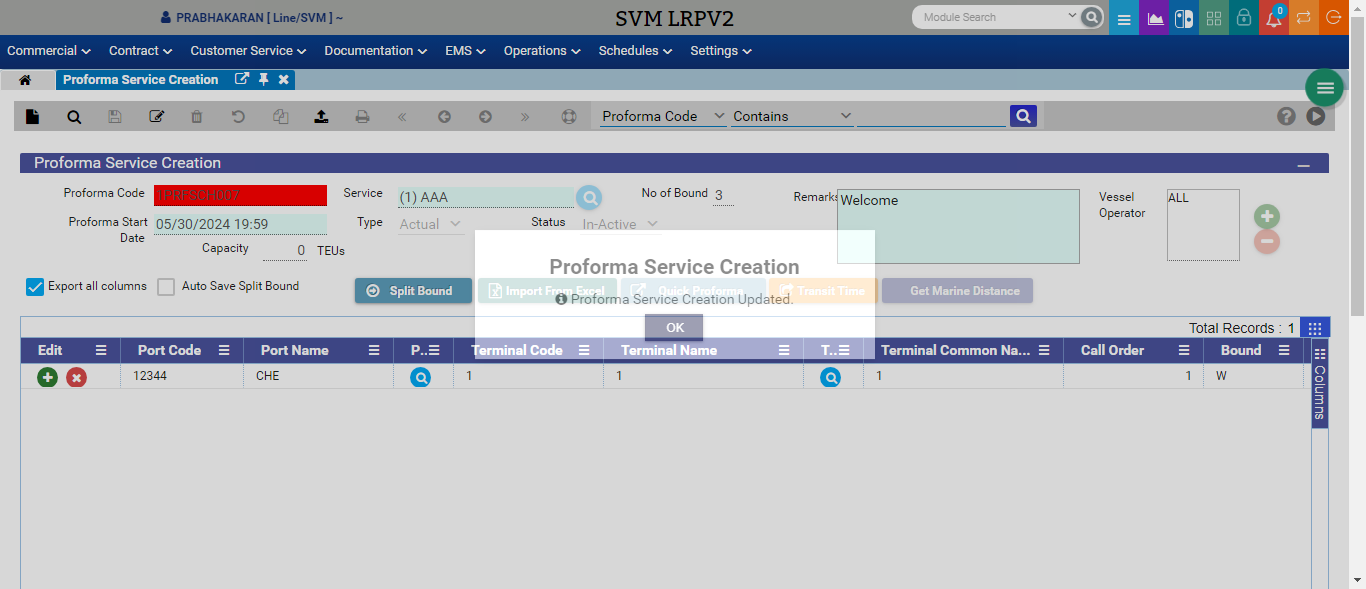 PRABHAKARAN [ Line/SVM ] ~
SVM LRPV2
Module Search
0
Commercial
Contract
Customer Service
Documentation
EMS
Operations
Schedules
Settings
Proforma Service Creation
Proforma Code
Contains
Proforma Service Creation
Proforma Code
1PRFSCH007
Service
(1) AAA
No of Bound
3
Remarks
Welcome
Vessel Operator
ALL
Proforma Start Date
05/30/2024 19:59
Type
Actual
Status
In-Active
Capacity
0
TEUs
Proforma Service Creation
Proforma Service Creation Updated.
OK
Export all columns
Auto Save Split Bound
Split Bound
Import From Excel
Quick Proforma
Transit Time
Get Marine Distance
Total Records : 1
Edit
Port Code
Port Name
P..
Terminal Code
Terminal Name
T..
Terminal Common Na...
Call Order
Bound
Columns
12344
CHE
1
1
1
1
W